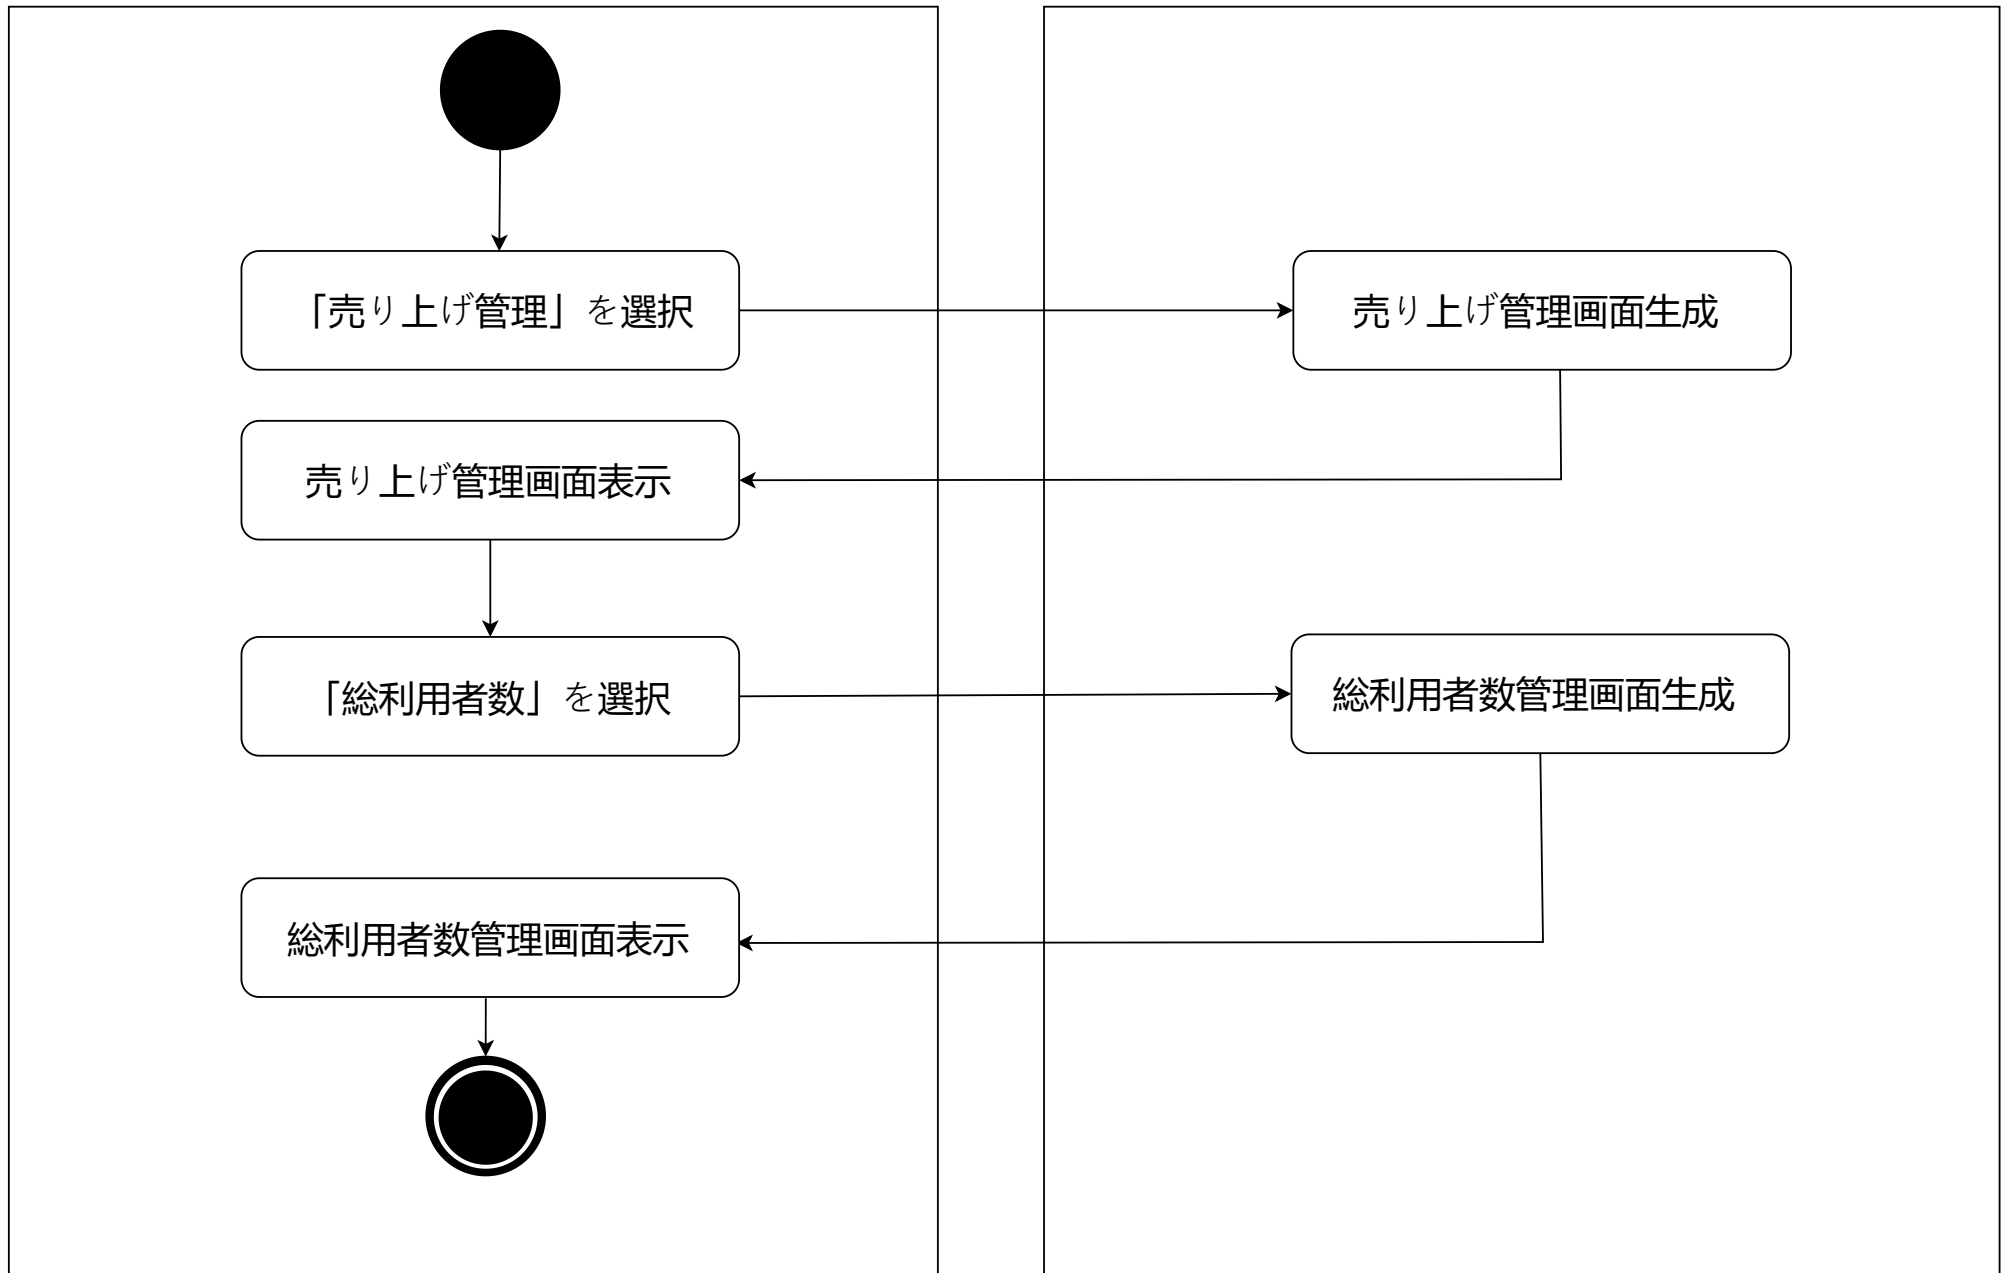 「売り上げ管理」を選択
売り上げ管理画面生成
売り上げ管理画面表示
「総利用者数」を選択
総利用者数管理画面生成
総利用者数管理画面表示